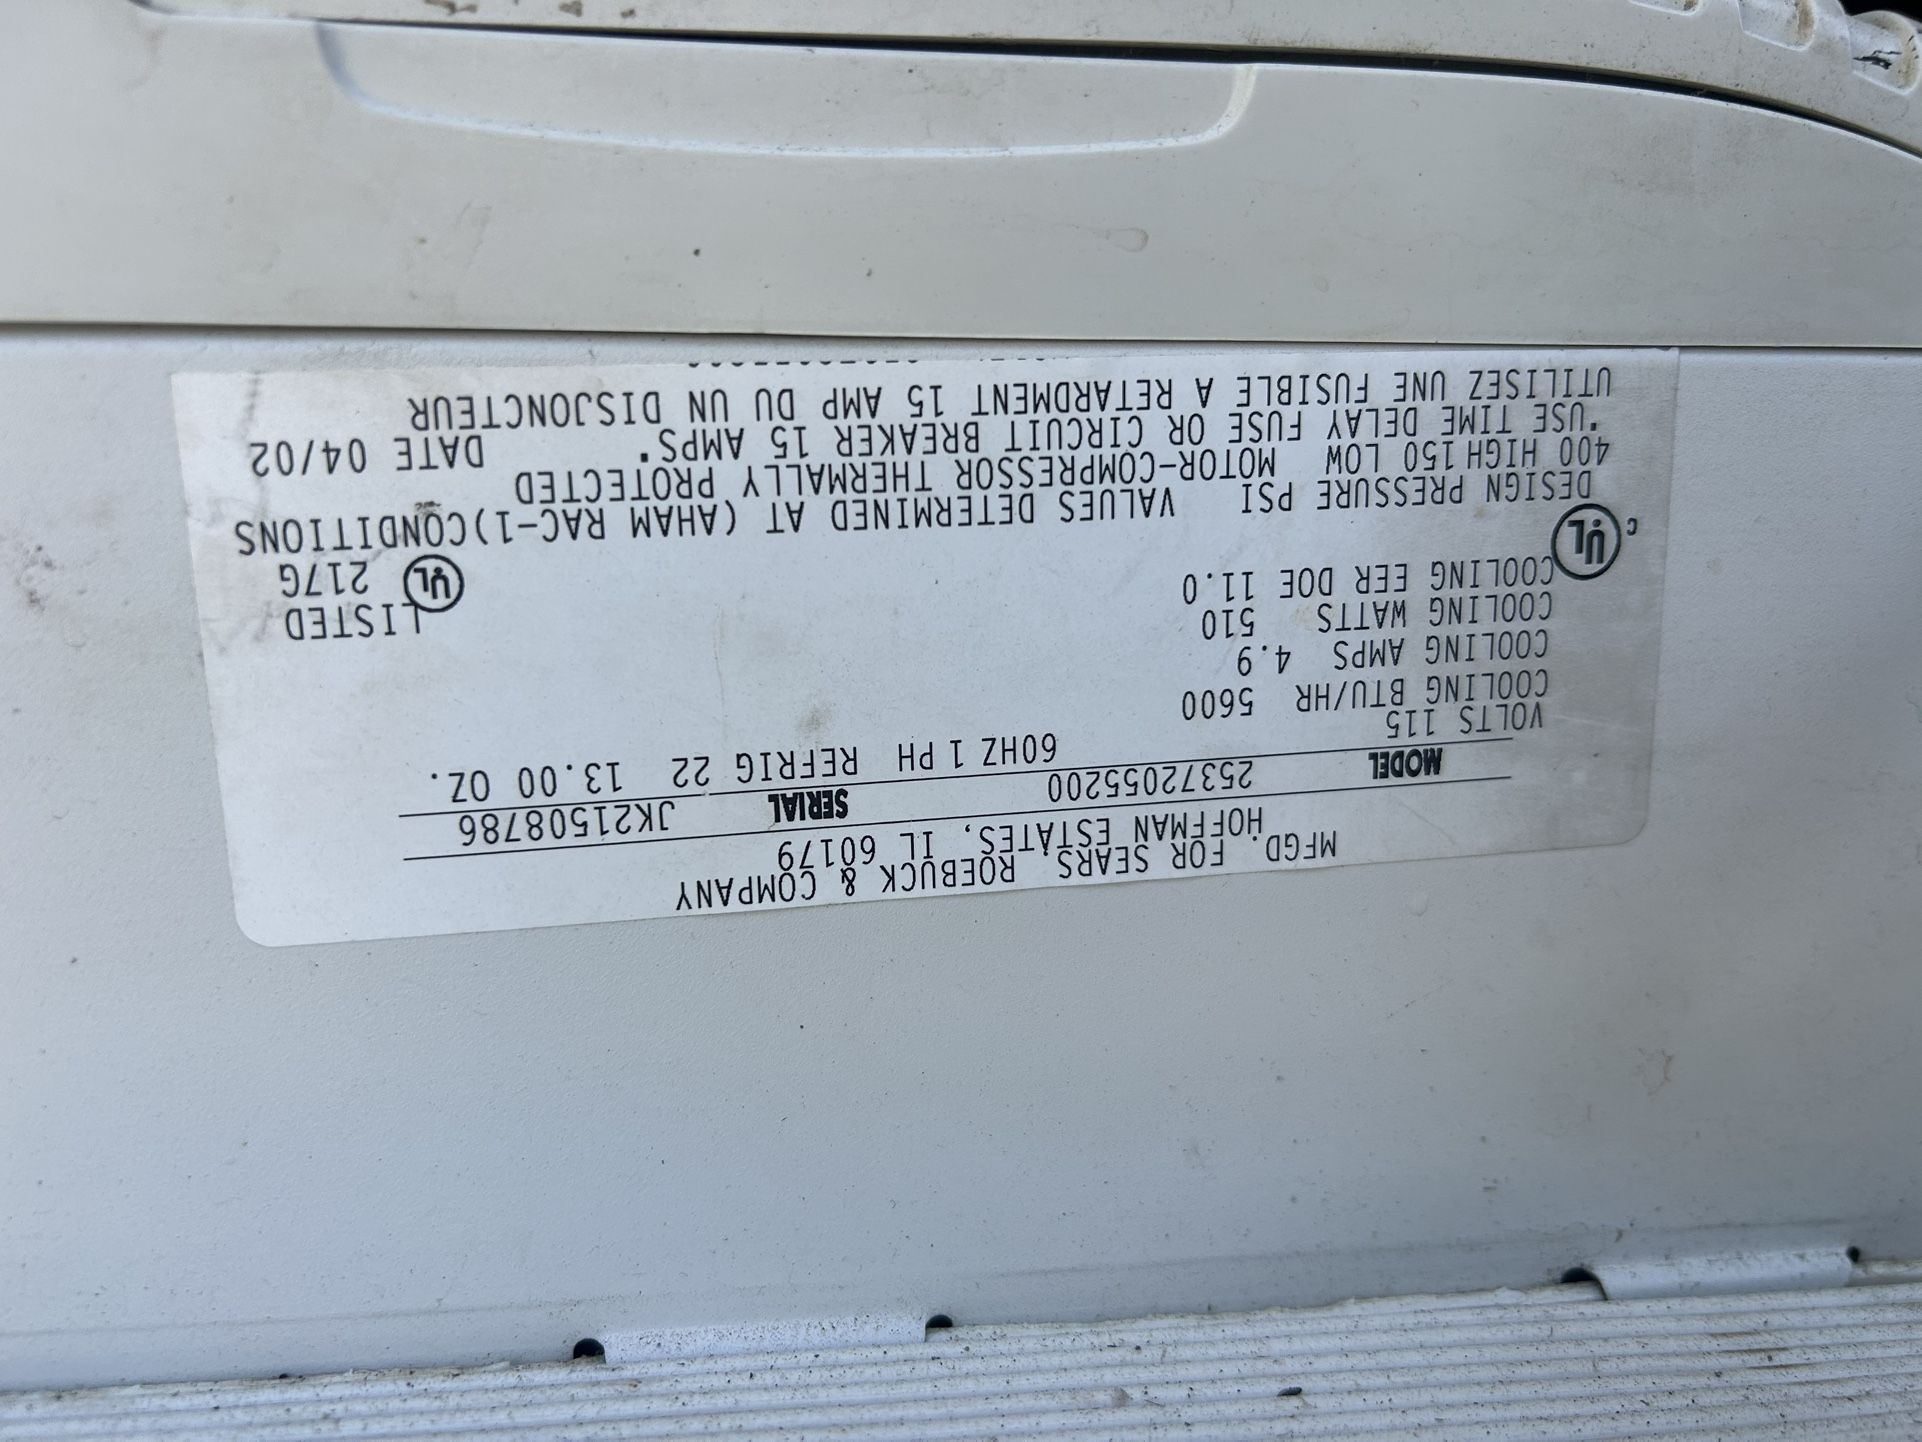 MFGD. FOR SEARS, ROEBUCK & COMPANY
HOFFMAN ESTATES, IL 60179
MODEL 25372055200 SERIAL JK21508786
VOLTS 115 60HZ 1 PH REFRIG 22 13.00 OZ.
COOLING BTU/HR 5600
COOLING AMPS 4.9
COOLING WATTS 510
COOLING EER DOE 11.0
LISTED
UL 217G
c UL
DESIGN PRESSURE PSI VALUES DETERMINED AT (AHAM RAC-1)CONDITIONS
400 HIGH 150 LOW MOTOR-COMPRESSOR THERMALLY PROTECTED
"USE TIME DELAY FUSE OR CIRCUIT BREAKER 15 AMPS" DATE 04/02
UTILISEZ UNE FUSIBLE A RETARDMENT 15 AMP DU UN DISJONCTEUR